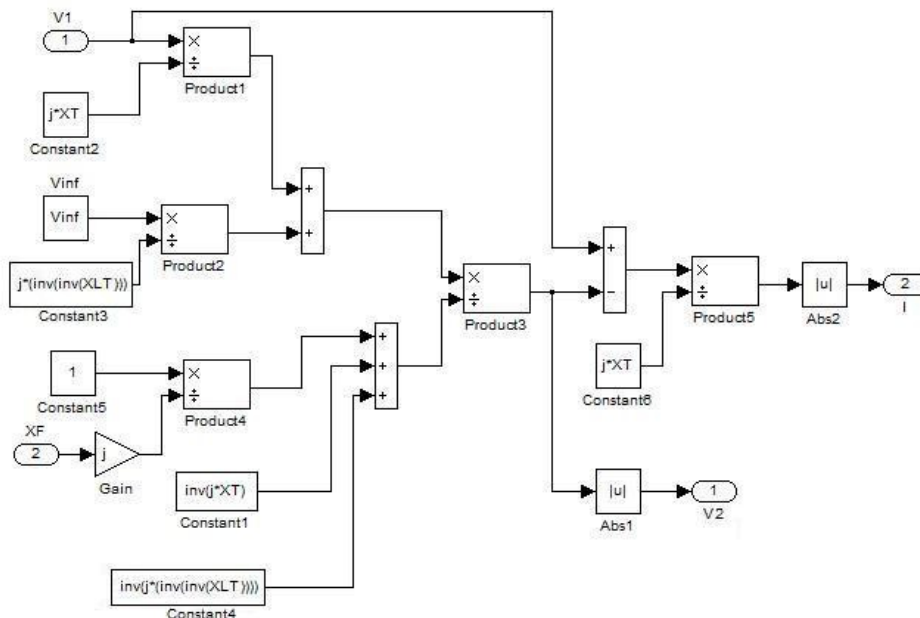 V1
1
×
÷
Product1
j*XT
Constant2
Vinf
Vinf
×
÷
Product2
j*(inv(inv(XLT)))
Constant3
+
+
×
÷
Product3
+
−
×
÷
Product5
|u|
Abs2
2
I
j*XT
Constant6
1
Constant5
×
÷
Product4
+
+
+
XF
2
j
Gain
inv(j*XT)
Constant1
|u|
Abs1
1
V2
inv(j*(inv(inv(XLT))))
Constant4